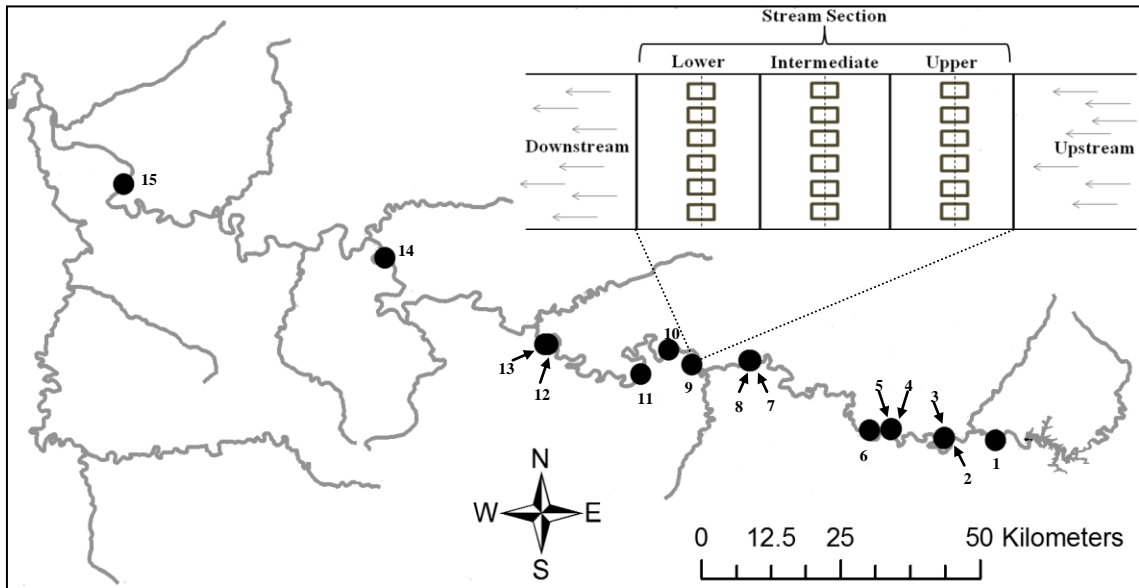 Stream Section
Lower Intermediate Upper
Downstream Upstream
15
14
10
13
12
11
9
8 7
5 4 3
6
2
1
N
W E
S
0 12.5 25 50 Kilometers